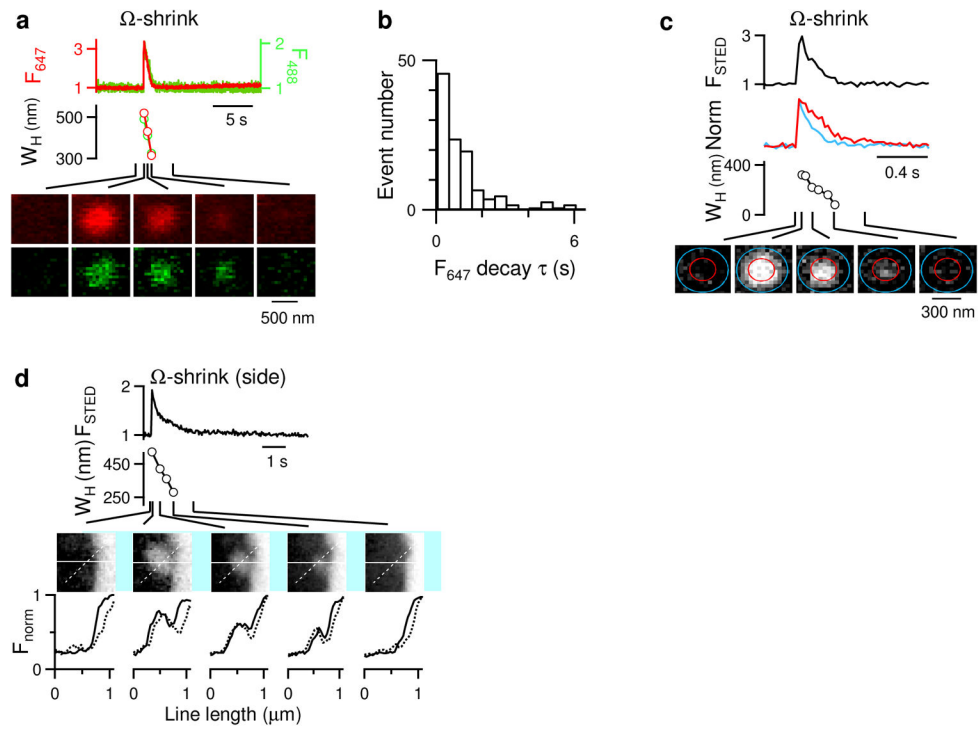 a
Ω-shrink
F647
3
1
2
1
F488
5 s
WH (nm)
500
300
500 nm
b
Event number
50
0
0
2
6
F647 decay τ (s)
c
Ω-shrink
FSTED
3
1
Norm
0.4 s
WH (nm)
400
0
300 nm
d
Ω-shrink (side)
FSTED
2
1
1 s
WH (nm)
450
250
Fnorm
1
0
0 1 0 1 0 1 0 1 0 1
Line length (μm)